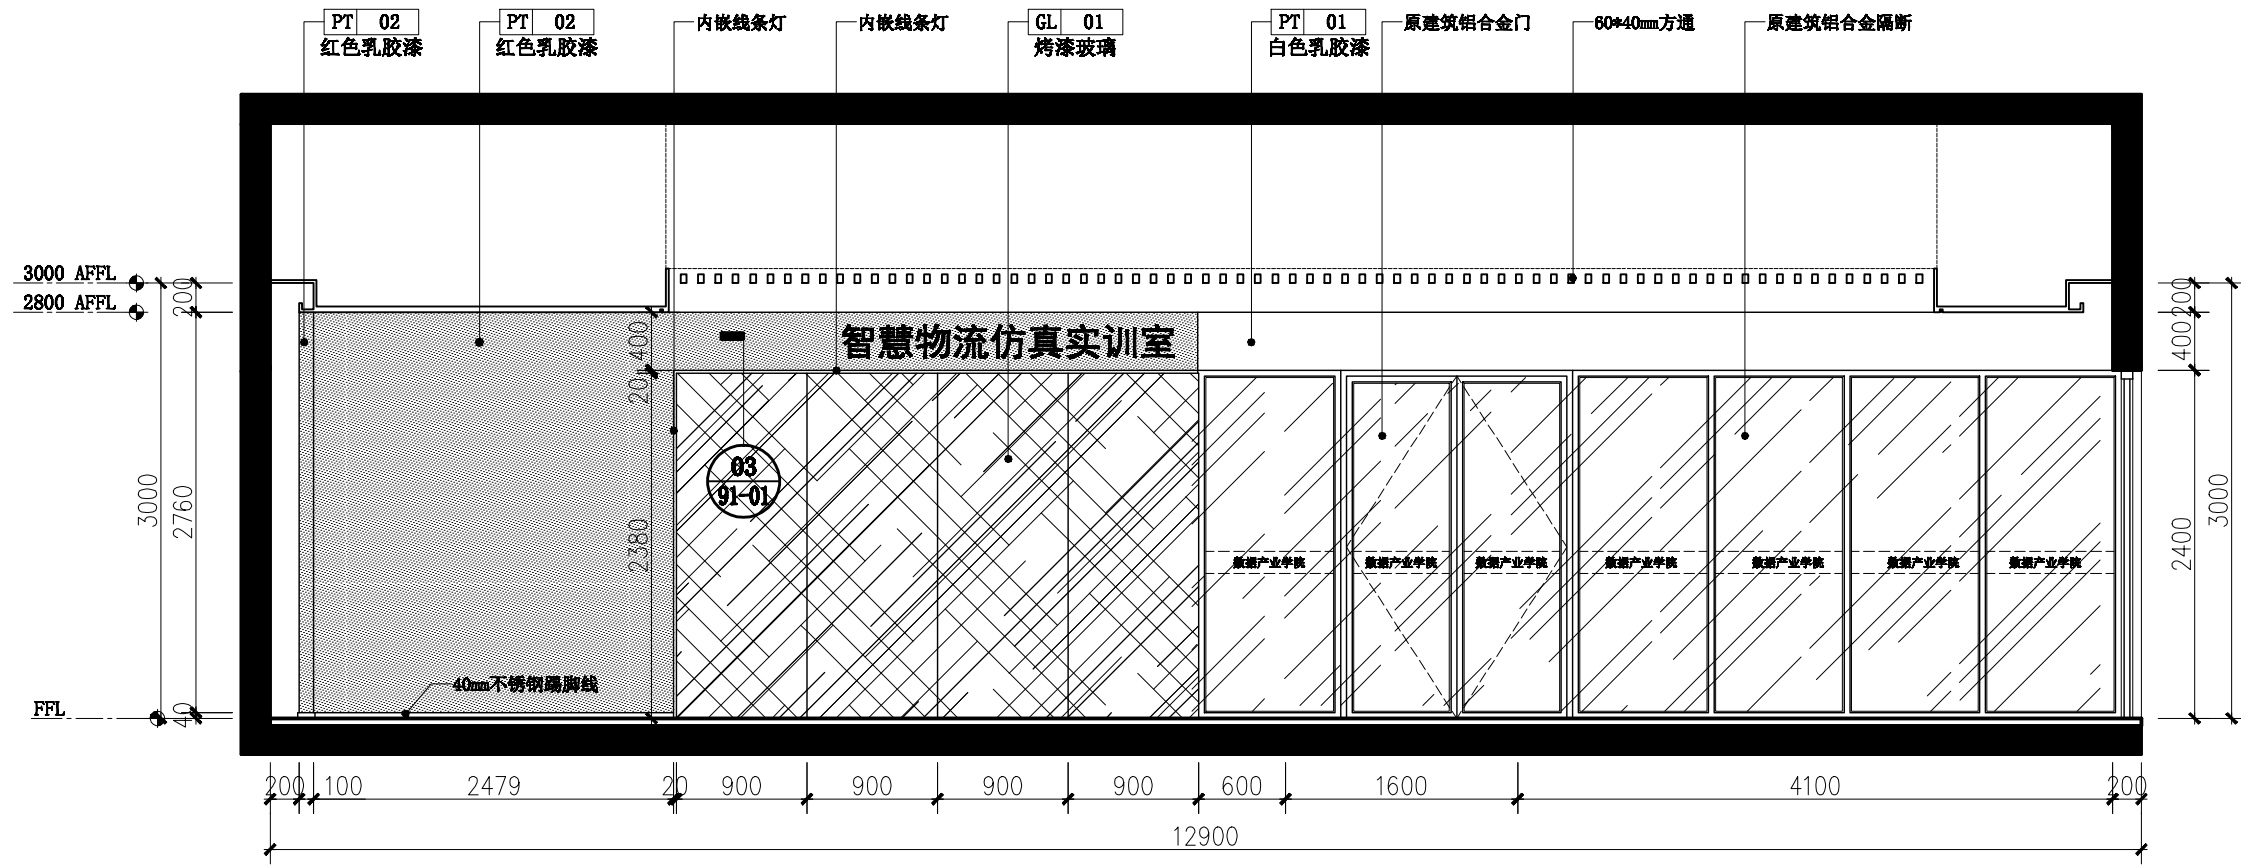 PT 02
红色乳胶漆
PT 02
红色乳胶漆
内嵌线条灯
内嵌线条灯
GL 01
烤漆玻璃
PT 01
白色乳胶漆
原建筑铝合金门
60*40mm方通
原建筑铝合金隔断
3000 AFFL
2800 AFFL
FFL
200
3000
2760
40
400
20
2380
智慧物流仿真实训室
03
91-01
40mm不锈钢踢脚线
数据产业学院
数据产业学院
数据产业学院
数据产业学院
数据产业学院
数据产业学院
数据产业学院
200
400
2400
3000
200
100
2479
20
900
900
900
900
600
1600
4100
200
12900